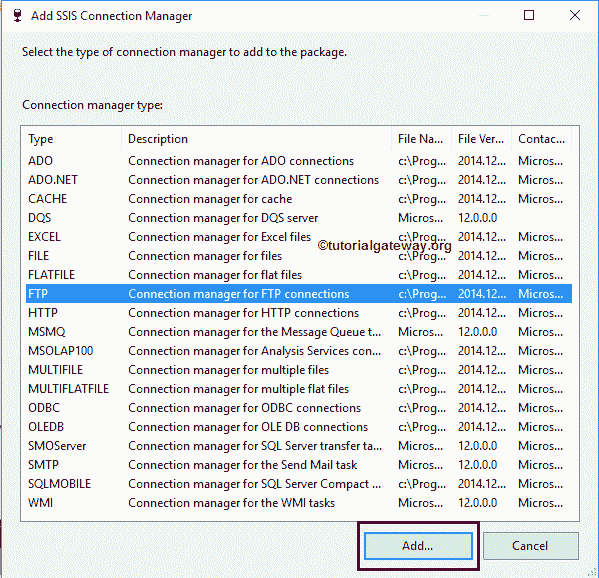 Add SSIS Connection Manager
Select the type of connection manager to add to the package.
Connection manager type:
Type Description File Na... File Ver... Contac...
ADO Connection manager for ADO connections c:\Prog... 2014.12... Micros...
ADO.NET Connection manager for ADO.NET connections c:\Prog... 2014.12... Micros...
CACHE Connection manager for cache c:\Prog... 2014.12... Micros...
DQS Connection manager for DQS server Micros... 12.0.0.0
EXCEL Connection manager for Excel files c:\Prog... 2014.12... Micros...
©tutorialgateway.org
FILE Connection manager for files c:\Prog... 2014.12... Micros...
FLATFILE Connection manager for flat files c:\Prog... 2014.12... Micros...
FTP Connection manager for FTP connections c:\Prog... 2014.12... Micros...
HTTP Connection manager for HTTP connections c:\Prog... 2014.12... Micros...
MSMQ Connection manager for the Message Queue t... Micros... 12.0.0.0 Micros...
MSOLAP100 Connection manager for Analysis Services con... c:\Prog... 2014.12... Micros...
MULTIFILE Connection manager for multiple files c:\Prog... 2014.12... Micros...
MULTIFLATFILE Connection manager for multiple flat files c:\Prog... 2014.12... Micros...
ODBC Connection manager for ODBC connections c:\Prog... 2014.12... Micros...
OLEDB Connection manager for OLE DB connections c:\Prog... 2014.12... Micros...
SMOServer Connection manager for SQL Server transfer ta... Micros... 12.0.0.0 Micros...
SMTP Connection manager for the Send Mail task Micros... 12.0.0.0 Micros...
SQLMOBILE Connection manager for SQL Server Compact ... c:\Prog... 2014.12... Micros...
WMI Connection manager for the WMI tasks Micros... 12.0.0.0 Micros...
Add... Cancel